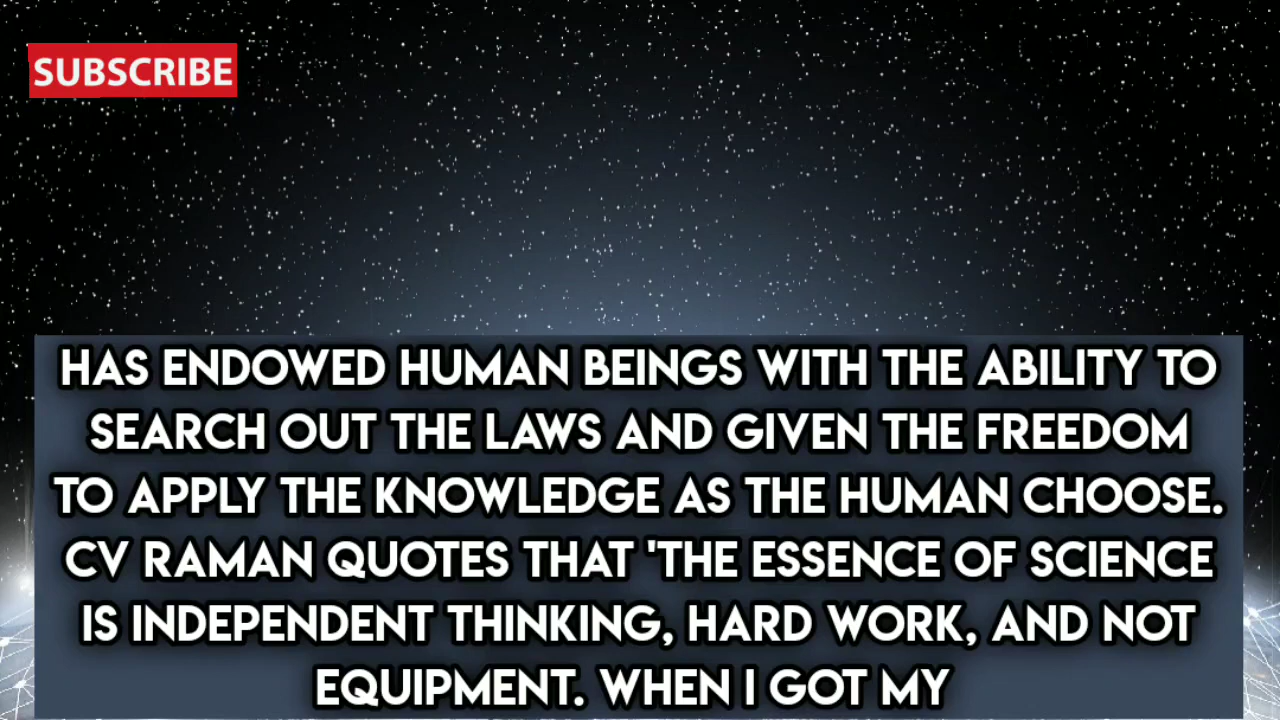 SUBSCRIBE
HAS ENDOWED HUMAN BEINGS WITH THE ABILITY TO
SEARCH OUT THE LAWS AND GIVEN THE FREEDOM
TO APPLY THE KNOWLEDGE AS THE HUMAN CHOOSE.
CV RAMAN QUOTES THAT 'THE ESSENCE OF SCIENCE
IS INDEPENDENT THINKING, HARD WORK, AND NOT
EQUIPMENT. WHEN I GOT MY